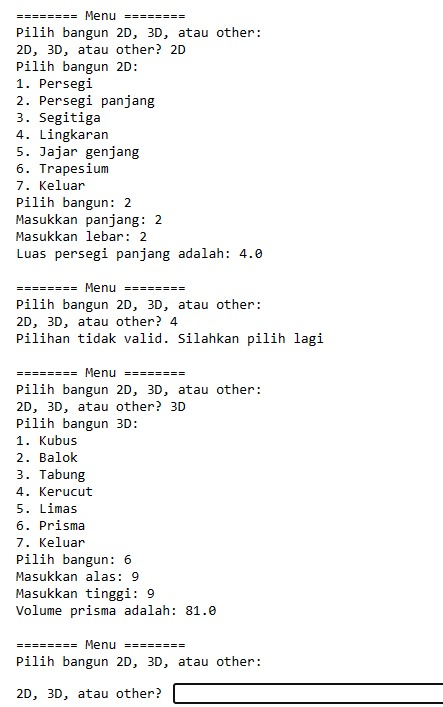 ======== Menu ========
Pilih bangun 2D, 3D, atau other:
2D, 3D, atau other? 2D
Pilih bangun 2D:
1. Persegi
2. Persegi panjang
3. Segitiga
4. Lingkaran
5. Jajar genjang
6. Trapesium
7. Keluar
Pilih bangun: 2
Masukkan panjang: 2
Masukkan lebar: 2
Luas persegi panjang adalah: 4.0
======== Menu ========
Pilih bangun 2D, 3D, atau other:
2D, 3D, atau other? 4
Pilihan tidak valid. Silahkan pilih lagi
======== Menu ========
Pilih bangun 2D, 3D, atau other:
2D, 3D, atau other? 3D
Pilih bangun 3D:
1. Kubus
2. Balok
3. Tabung
4. Kerucut
5. Limas
6. Prisma
7. Keluar
Pilih bangun: 6
Masukkan alas: 9
Masukkan tinggi: 9
Volume prisma adalah: 81.0
======== Menu ========
Pilih bangun 2D, 3D, atau other:
2D, 3D, atau other?